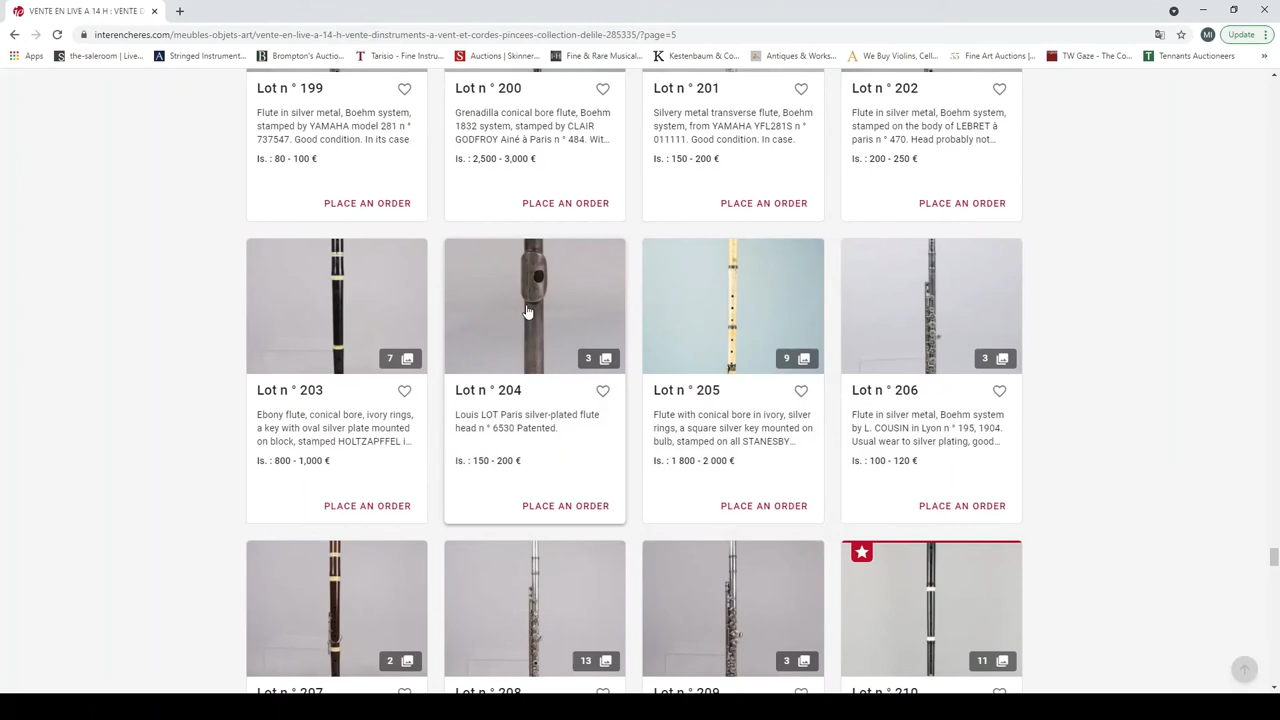 VENTE EN LIVE A 14 H : VENTE D
interencheres.com/meubles-objets-art/vente-en-live-a-14-h-vente-dinstruments-a-vent-et-cordes-pincees-collection-delile-285335/?page=5
MI
Update
Apps
the-saleroom | Live...
Stringed Instrument...
Brompton's Auctio...
Tarisio - Fine Instru...
Auctions | Skinner...
Fine & Rare Musical...
Kestenbaum & Co...
Antiques & Works...
We Buy Violins, Cell...
Fine Art Auctions |...
TW Gaze - The Co...
Tennants Auctioneers
Lot n ° 199
Flute in silver metal, Boehm system,
stamped by YAMAHA model 281 n °
737547. Good condition. In its case
Is. : 80 - 100 €
PLACE AN ORDER
Lot n ° 200
Grenadilla conical bore flute, Boehm
1832 system, stamped by CLAIR
GODFROY Ainé à Paris n ° 484. Wit...
Is. : 2,500 - 3,000 €
PLACE AN ORDER
Lot n ° 201
Silvery metal transverse flute, Boehm
system, from YAMAHA YFL281S n °
011111. Good condition. In case.
Is. : 150 - 200 €
PLACE AN ORDER
Lot n ° 202
Flute in silver metal, Boehm system,
stamped on the body of LEBRET à
paris n ° 470. Head probably not...
Is. : 200 - 250 €
PLACE AN ORDER
7
Lot n ° 203
Ebony flute, conical bore, ivory rings,
a key with oval silver plate mounted
on block, stamped HOLTZAPFFEL i...
Is. : 800 - 1,000 €
PLACE AN ORDER
3
Lot n ° 204
Louis LOT Paris silver-plated flute
head n ° 6530 Patented.
Is. : 150 - 200 €
PLACE AN ORDER
9
Lot n ° 205
Flute with conical bore in ivory, silver
rings, a square silver key mounted on
bulb, stamped on all STANESBY...
Is. : 1 800 - 2 000 €
PLACE AN ORDER
3
Lot n ° 206
Flute in silver metal, Boehm system
by L. COUSIN in Lyon n ° 195, 1904.
Usual wear to silver plating, good...
Is. : 100 - 120 €
PLACE AN ORDER
2
Lot n ° 207
13
Lot n ° 208
3
Lot n ° 209
11
Lot n ° 210